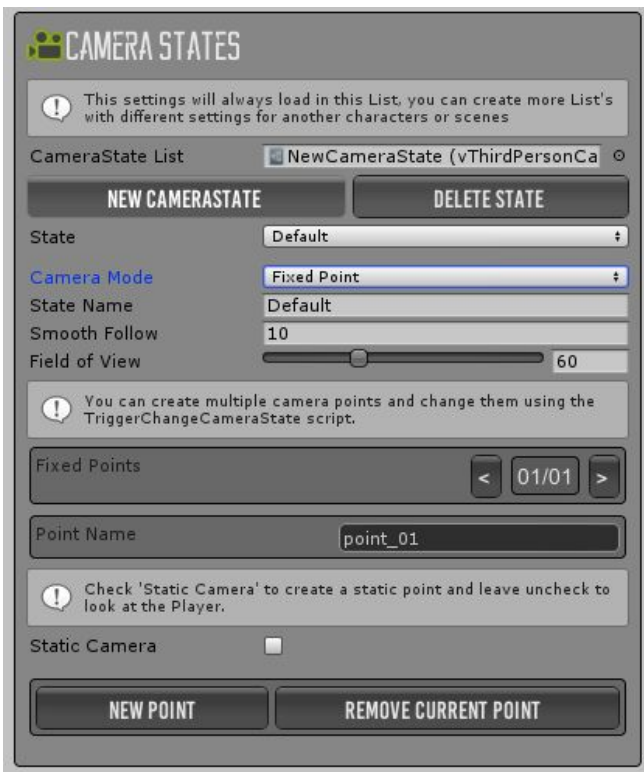 CAMERA STATES
This settings will always load in this List, you can create more List's
with different settings for another characters or scenes
CameraState List NewCameraState (vThirdPersonCa
NEW CAMERASTATE DELETE STATE
State Default
Camera Mode Fixed Point
State Name Default
Smooth Follow 10
Field of View 60
You can create multiple camera points and change them using the
TriggerChangeCameraState script.
Fixed Points < 01/01 >
Point Name point_01
Check 'Static Camera' to create a static point and leave uncheck to
look at the Player.
Static Camera
NEW POINT REMOVE CURRENT POINT